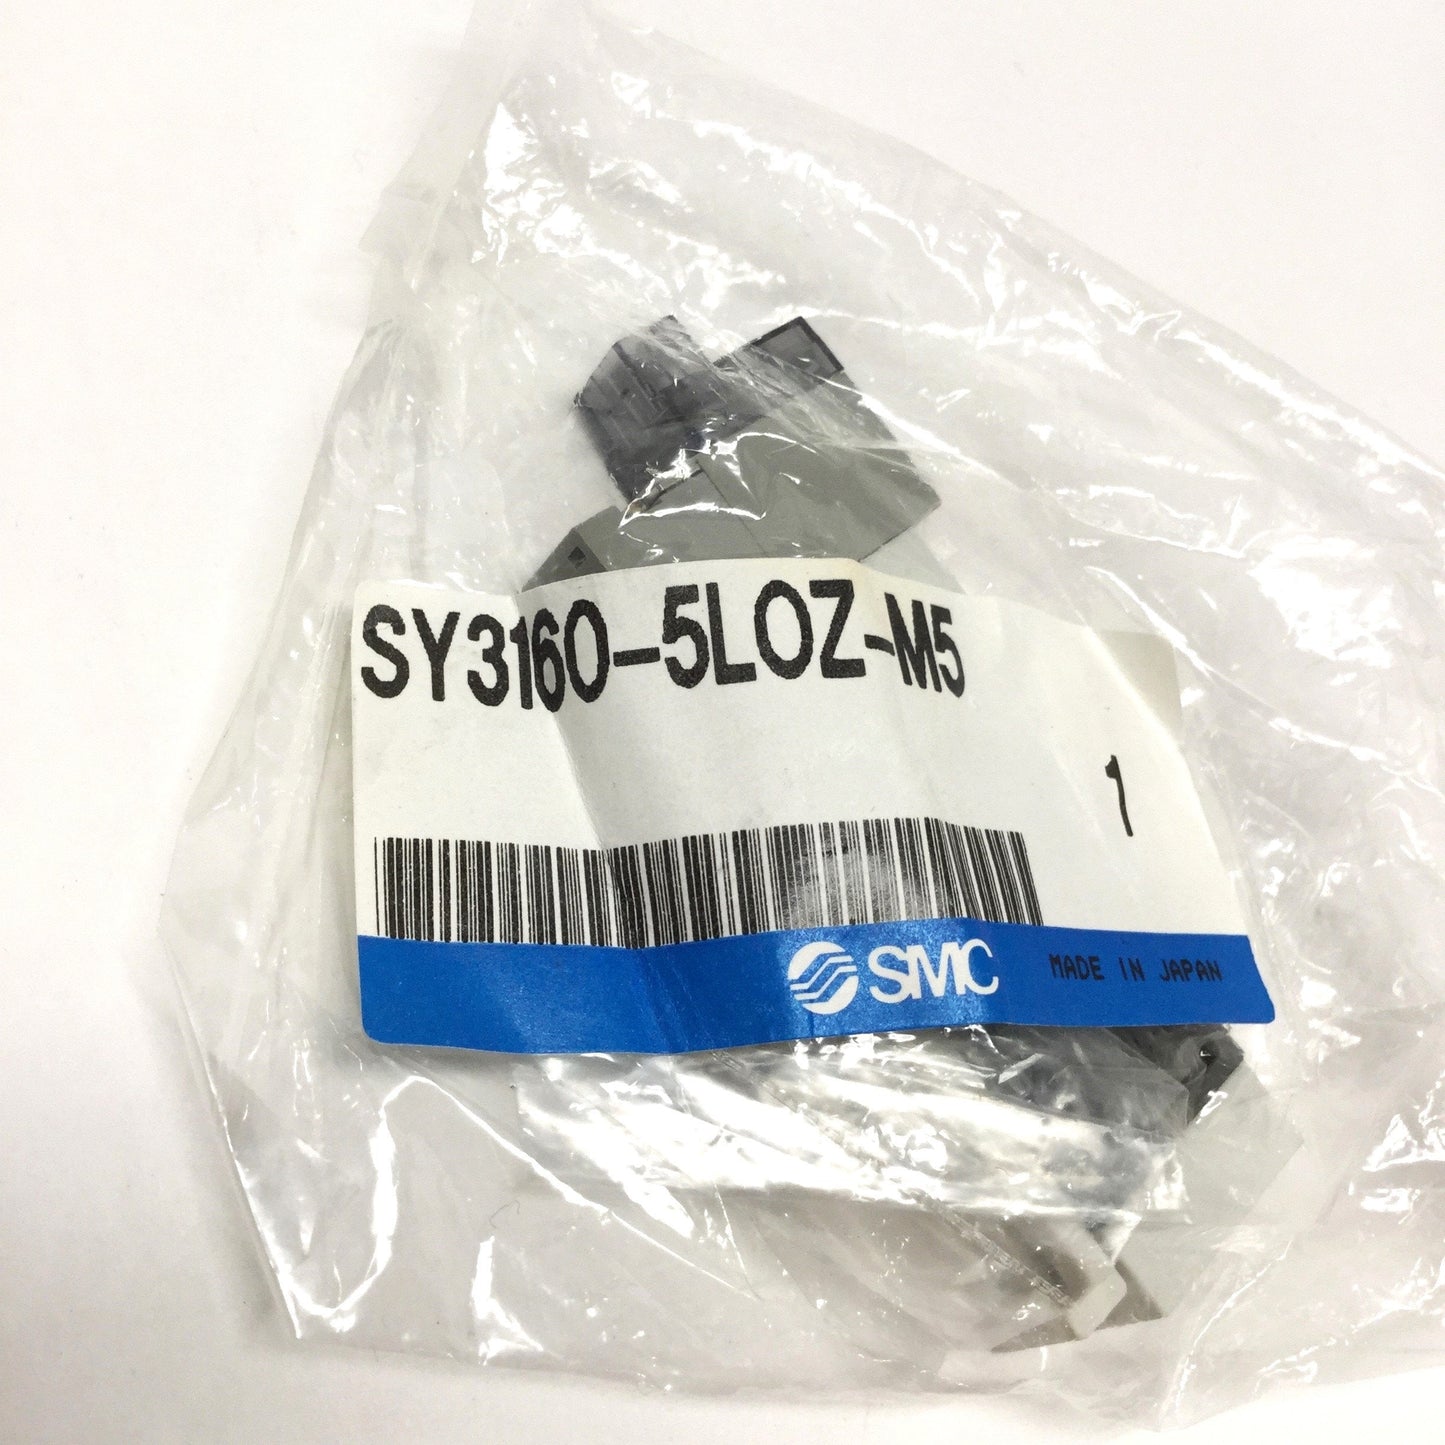 SY3160-5LOZ-M5
1
SMC
MADE IN JAPAN